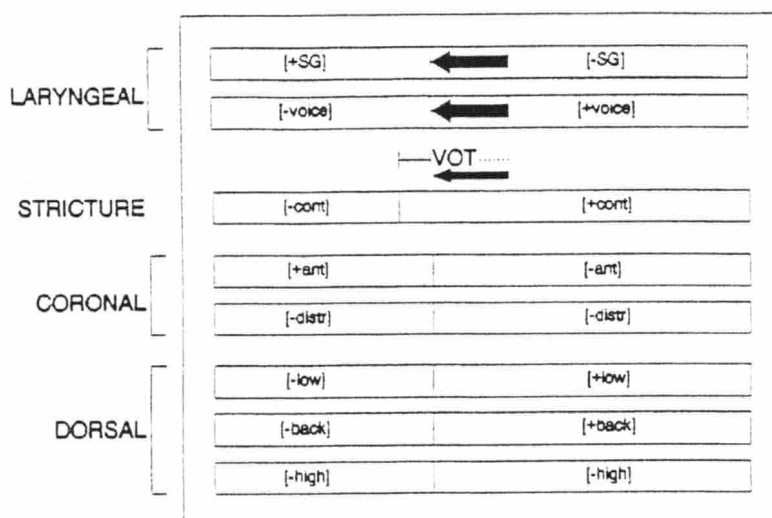 [+SG] [-SG]
LARYNGEAL
[-voice] [+voice]
VOT
STRICTURE [-cont] [+cont]
[+ant] [-ant]
CORONAL
[-distr] [-distr]
[-low] [+low]
DORSAL [-back] [+back]
[-high] [-high]